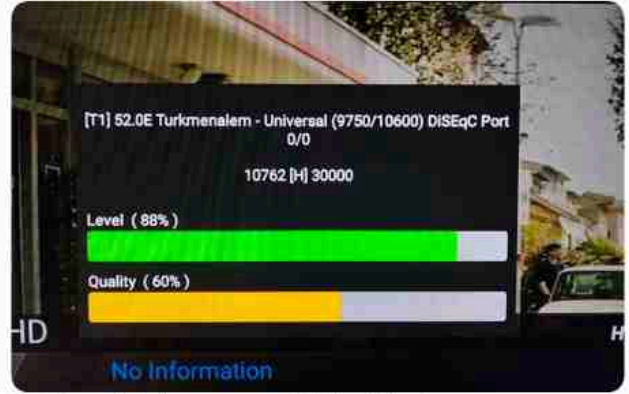 [T1] 52.0E Turkmenalem - Universal (9750/10600) DiSEqC Port
0/0
10762 [H] 30000
Level ( 88% )
Quality ( 60% )
HD
H
No Information